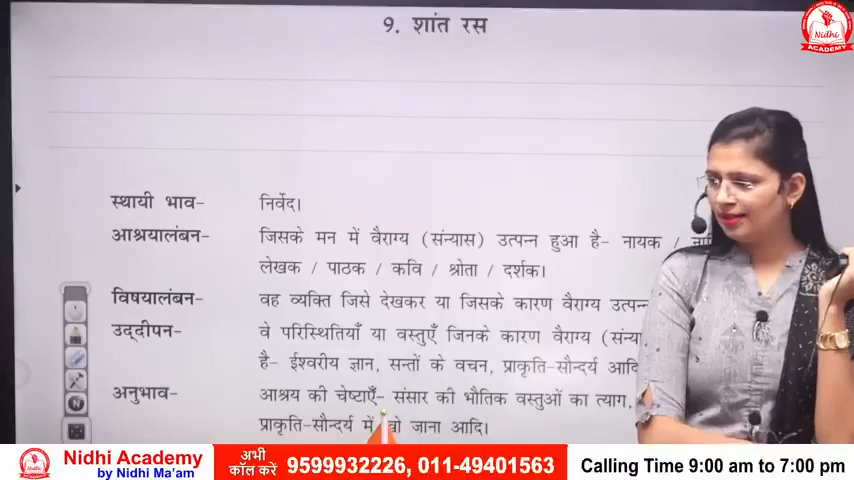 9. शांत रस
Nidhi
ACADEMY
स्थायी भाव- निर्वेद।
आश्रयालंबन- जिसके मन में वैराग्य (संन्यास) उत्पन्न हुआ है- नायक /
लेखक / पाठक / कवि / श्रोता / दर्शक।
विषयालंबन- वह व्यक्ति जिसे देखकर या जिसके कारण वैराग्य
उद्दीपन- वे परिस्थितियाँ या वस्तुएँ जिनके कारण वैराग्य
है- ईश्वरीय ज्ञान, सन्तों के वचन, प्राकृति-सौन्दर्य आदि
अनुभाव- आश्रय की चेष्टाएँ- संसार की भौतिक वस्तुओं का त्याग,
प्राकृति-सौन्दर्य में खो जाना आदि।
Nidhi Academy
by Nidhi Ma'am
अभी
कॉल करें
9599932226, 011-49401563
Calling Time 9:00 am to 7:00 pm